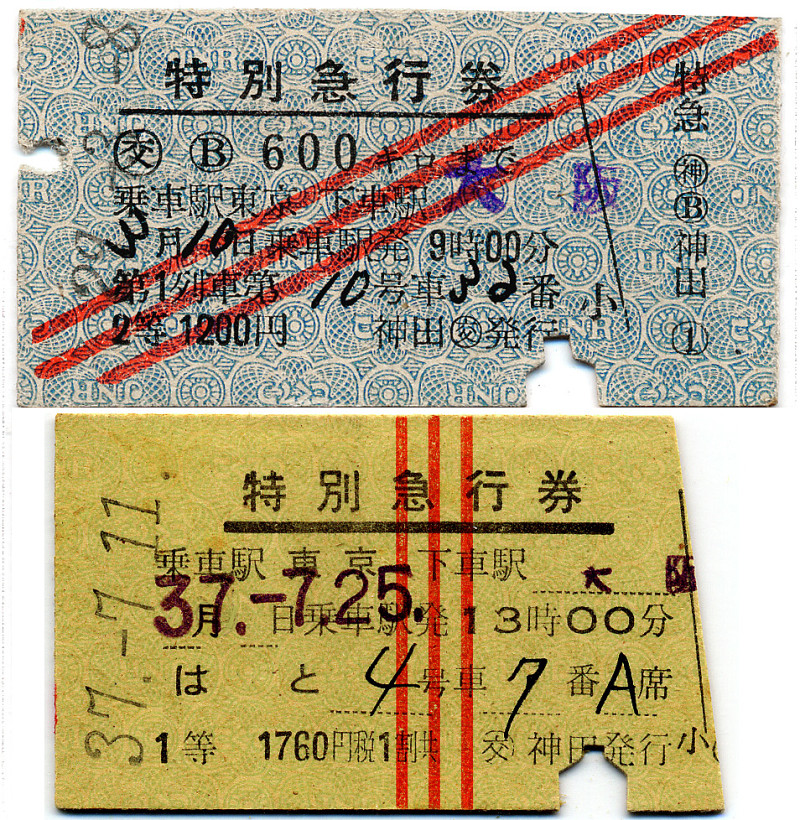 特別急行券
㊋交 B 600キロまで
乗車駅東京 下車駅 大阪
3月10日乗車駅発 9時00分
第1列車第10号車32番
2等 1200円 神田交発行
小
特急 神 B 神田 1
JNR
特別急行券
乗車駅 東京 下車駅 大阪
37.-7.25.
月 日乗車駅発13時00分
はと 4号車 7番A席
1等 1760円税1割共 交 神田発行
小
37.-7.11.